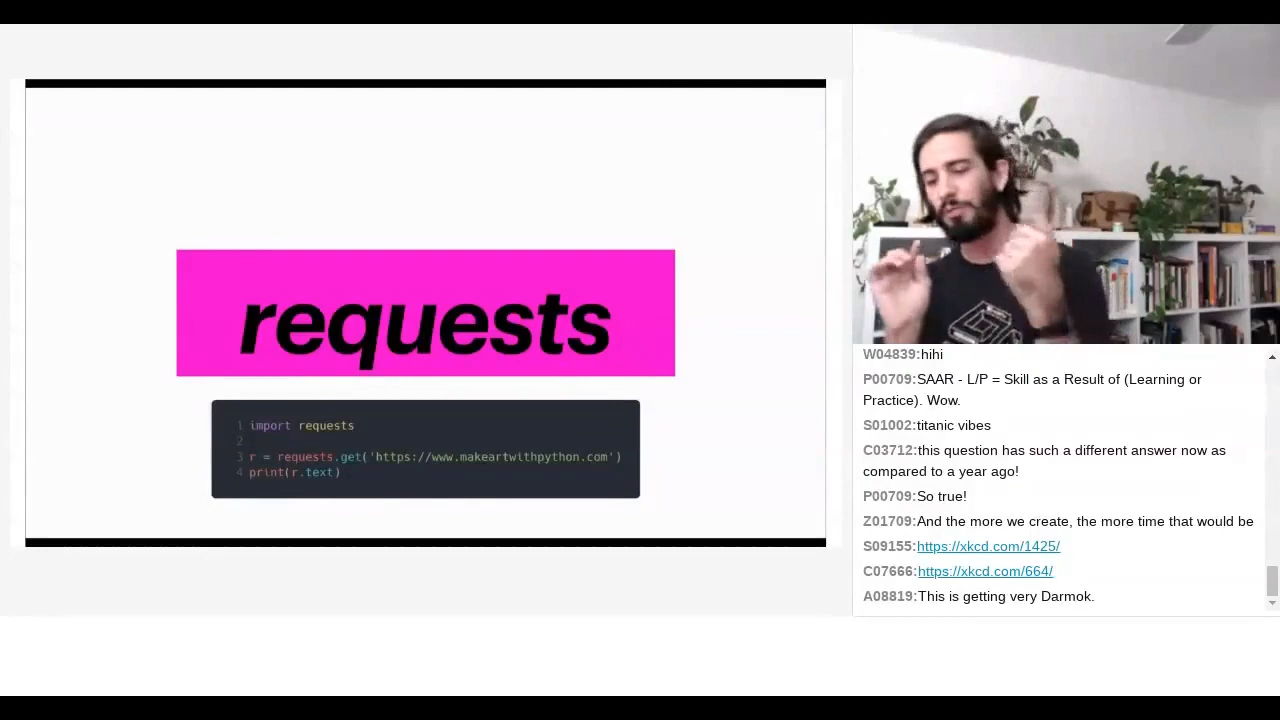 requests
1 import requests
2
3 r = requests.get('https://www.makeartwithpython.com')
4 print(r.text)
W04839:hihi
P00709:SAAR - L/P = Skill as a Result of (Learning or
Practice). Wow.
S01002:titanic vibes
C03712:this question has such a different answer now as
compared to a year ago!
P00709:So true!
Z01709:And the more we create, the more time that would be
S09155:https://xkcd.com/1425/
C07666:https://xkcd.com/664/
A08819:This is getting very Darmok.